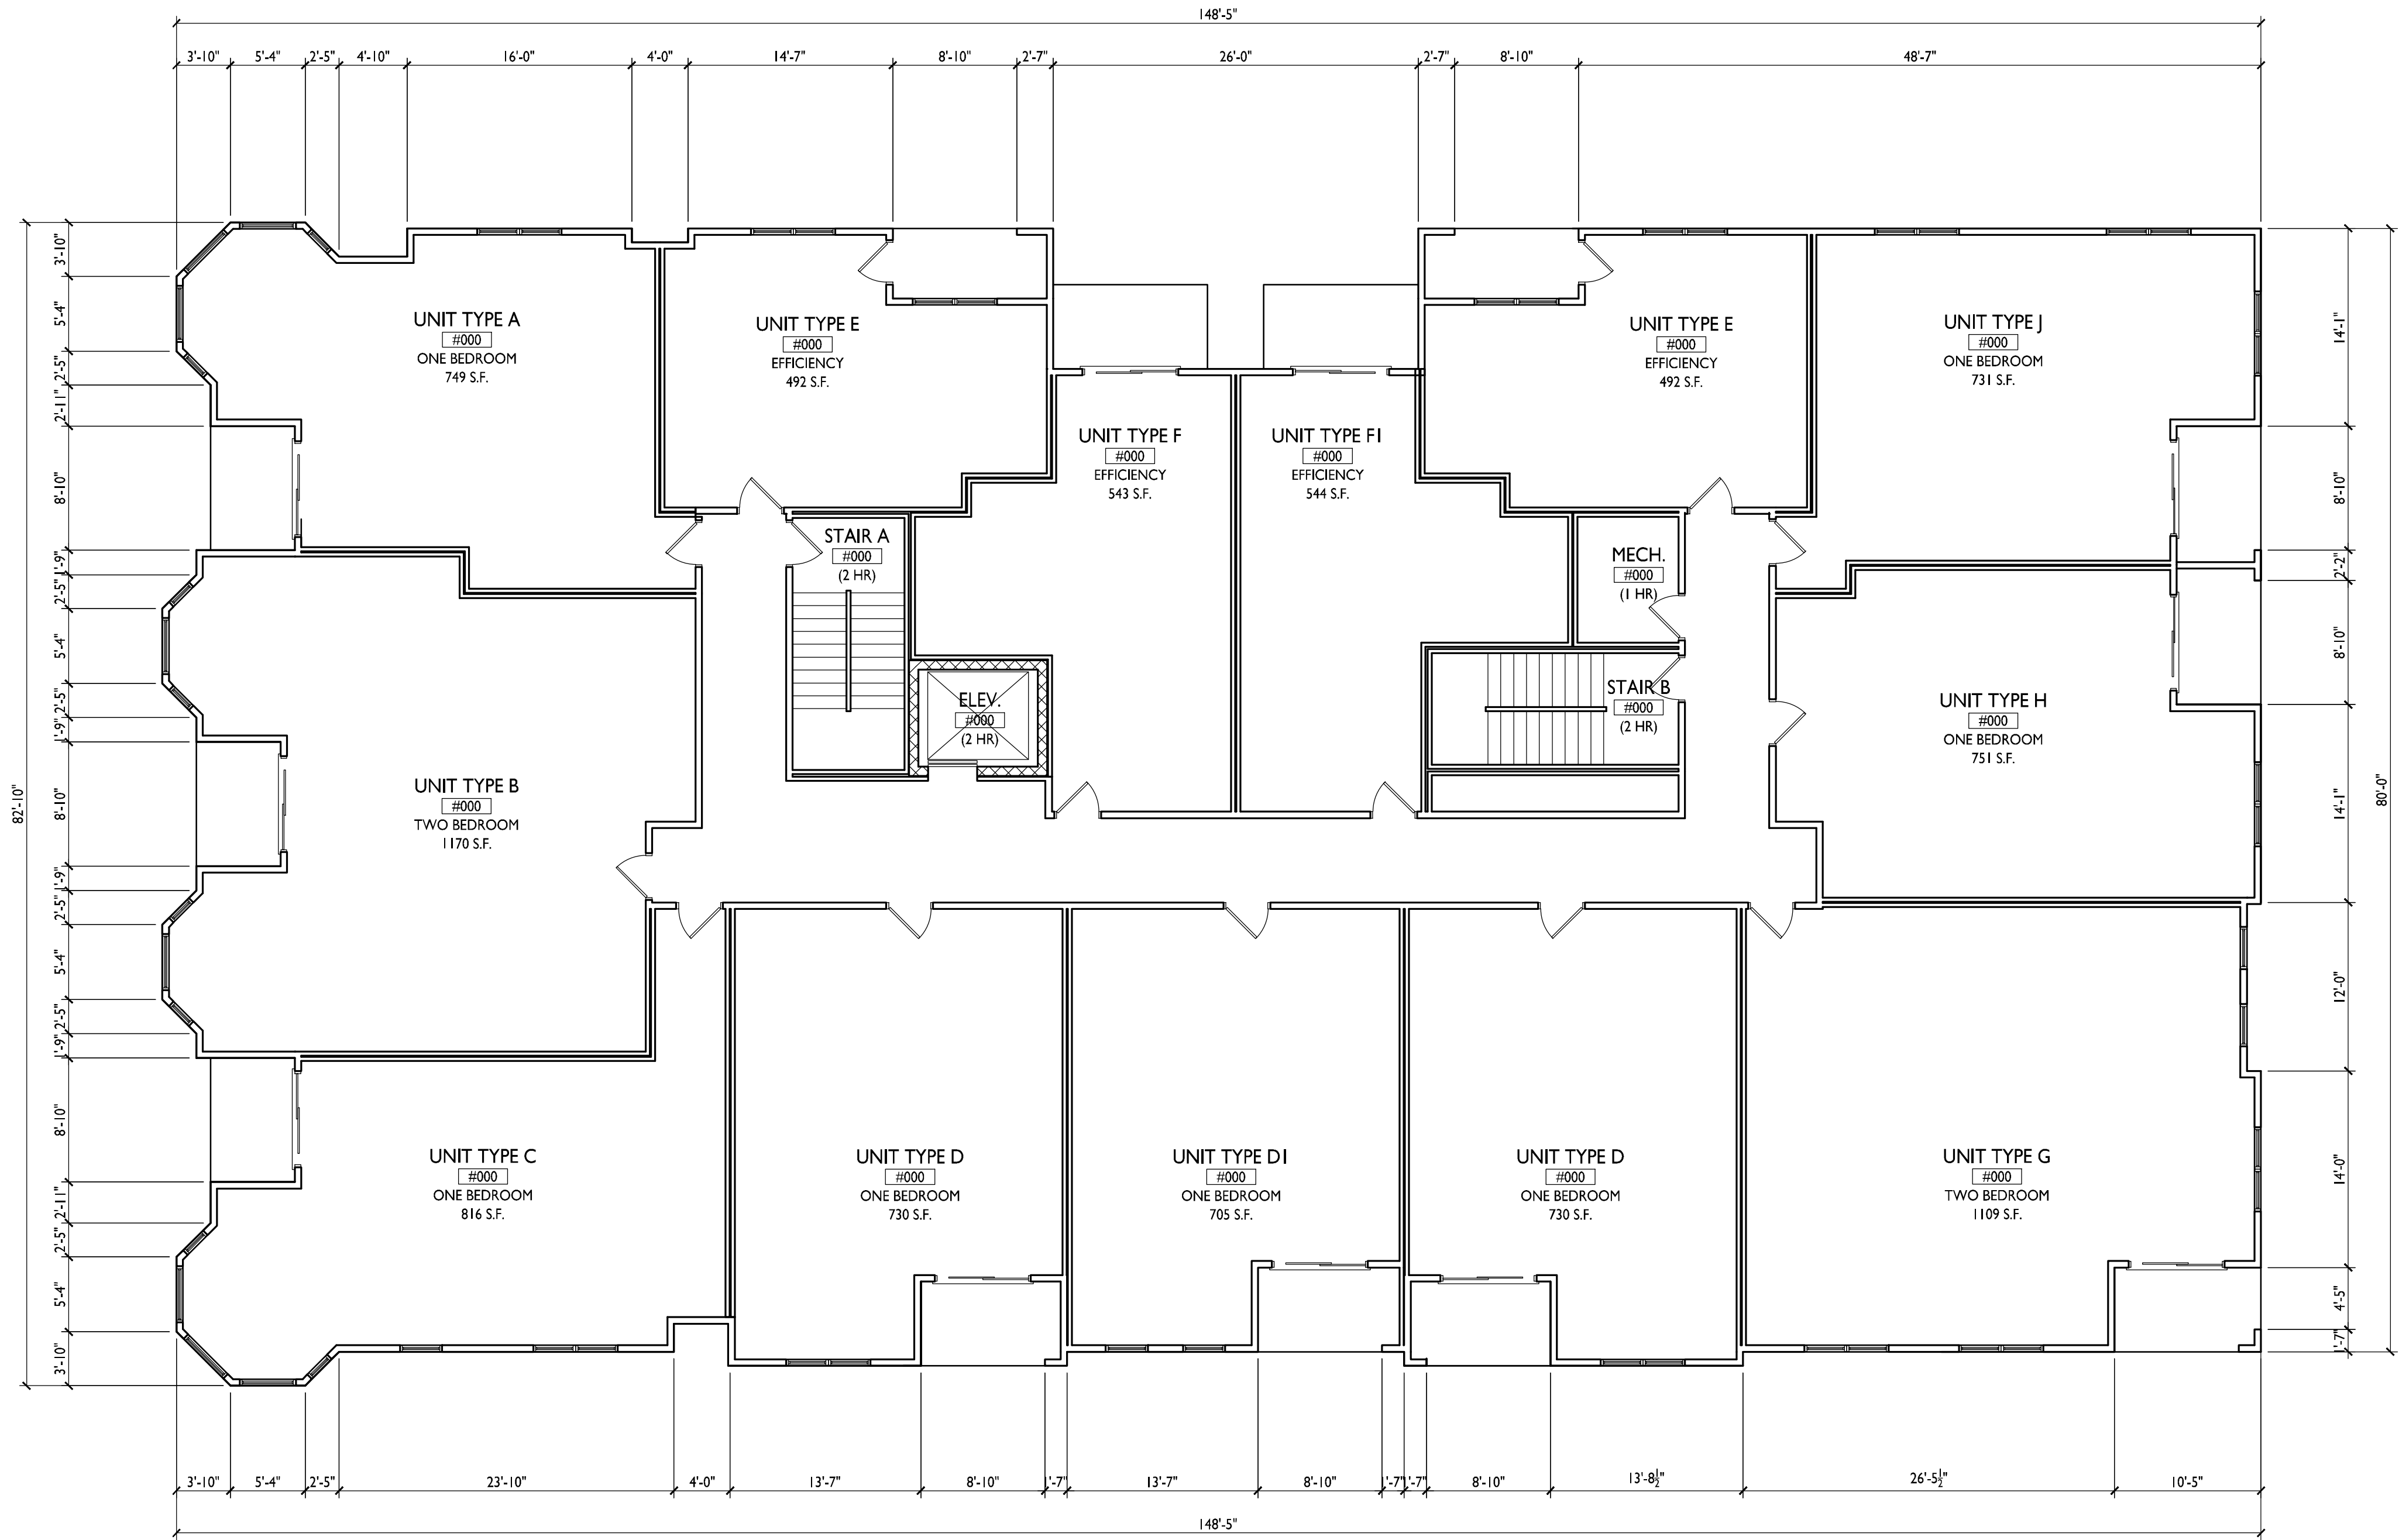 148'-5"
3'-10" 5'-4" 2'-5" 4'-10" 16'-0" 4'-0" 14'-7" 8'-10" 2'-7" 26'-0" 2'-7" 8'-10" 48'-7"
82'-10"
3'-10"
5'-4"
2'-5"
2'-11"
8'-10"
1'-9"
2'-5"
5'-4"
2'-5"
1'-9"
8'-10"
1'-9"
2'-5"
5'-4"
2'-5"
1'-9"
8'-10"
2'-11"
2'-5"
5'-4"
3'-10"
UNIT TYPE A
#000
ONE BEDROOM
749 S.F.
UNIT TYPE E
#000
EFFICIENCY
492 S.F.
UNIT TYPE F
#000
EFFICIENCY
543 S.F.
UNIT TYPE F1
#000
EFFICIENCY
544 S.F.
UNIT TYPE E
#000
EFFICIENCY
492 S.F.
UNIT TYPE J
#000
ONE BEDROOM
731 S.F.
STAIR A
#000
(2 HR)
MECH.
#000
(1 HR)
ELEV.
#000
(2 HR)
STAIR B
#000
(2 HR)
UNIT TYPE H
#000
ONE BEDROOM
751 S.F.
UNIT TYPE B
#000
TWO BEDROOM
1170 S.F.
UNIT TYPE C
#000
ONE BEDROOM
816 S.F.
UNIT TYPE D
#000
ONE BEDROOM
730 S.F.
UNIT TYPE D1
#000
ONE BEDROOM
705 S.F.
UNIT TYPE D
#000
ONE BEDROOM
730 S.F.
UNIT TYPE G
#000
TWO BEDROOM
1109 S.F.
14'-1"
8'-10"
2'-2"
8'-10"
14'-1"
12'-0"
14'-0"
4'-5"
1'-7"
80'-0"
3'-10" 5'-4" 2'-5" 23'-10" 4'-0" 13'-7" 8'-10" 1'-7" 13'-7" 8'-10" 1'-7" 1'-7" 8'-10" 13'-8½" 26'-5½" 10'-5"
148'-5"